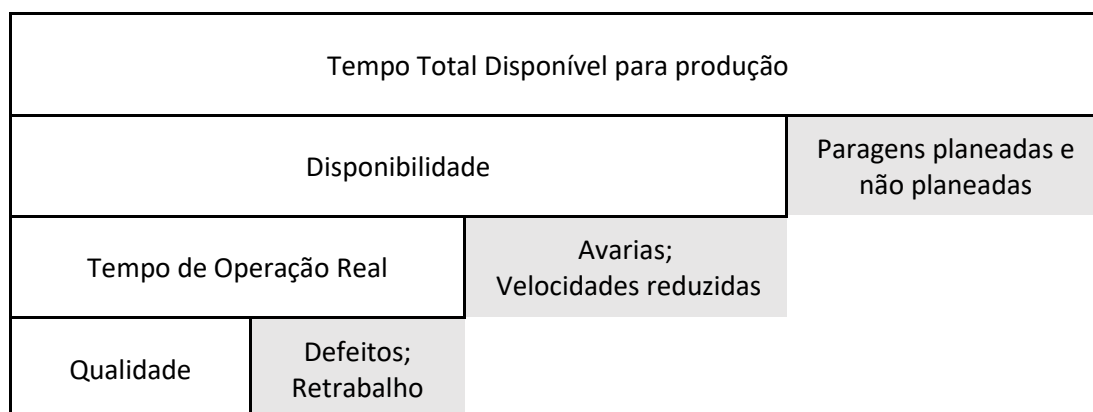 Tempo Total Disponível para produção
Disponibilidade
Paragens planeadas e
não planeadas
Tempo de Operação Real
Avarias;
Velocidades reduzidas
Qualidade
Defeitos;
Retrabalho